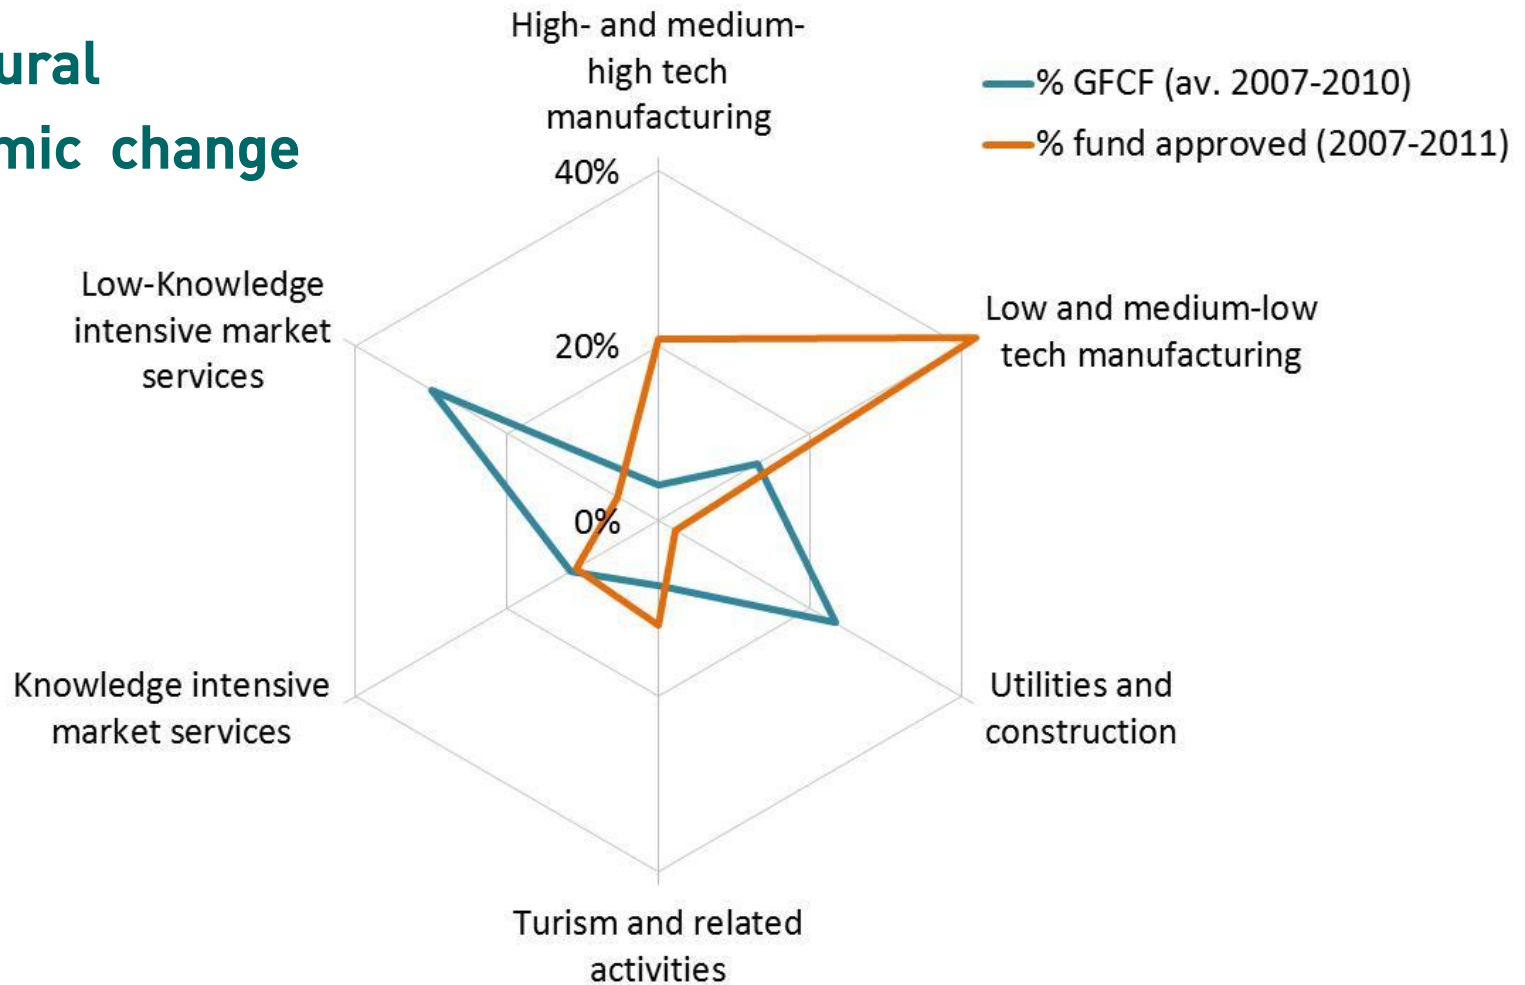 ural
mic change
High- and medium-
high tech
manufacturing
% GFCF (av. 2007-2010)
% fund approved (2007-2011)
40%
20%
0%
Low and medium-low
tech manufacturing
Utilities and
construction
Turism and related
activities
Knowledge intensive
market services
Low-Knowledge
intensive market
services